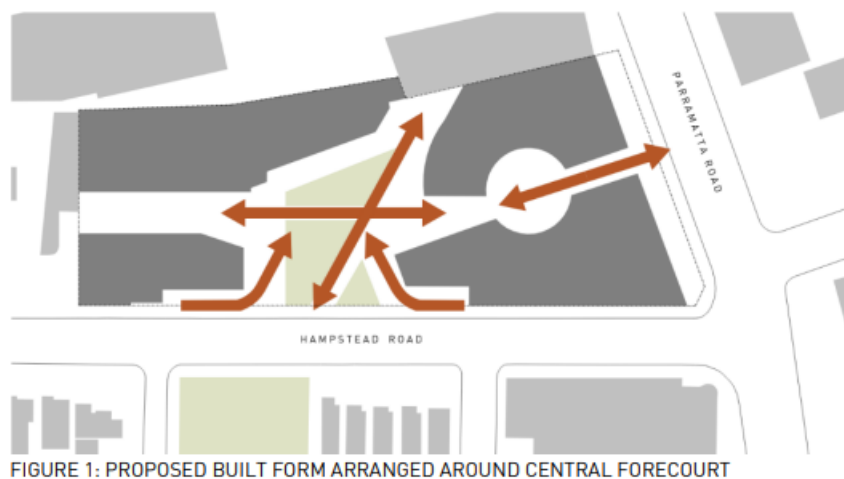 PARRAMATTA ROAD
HAMPSTEAD ROAD
FIGURE 1: PROPOSED BUILT FORM ARRANGED AROUND CENTRAL FORECOURT